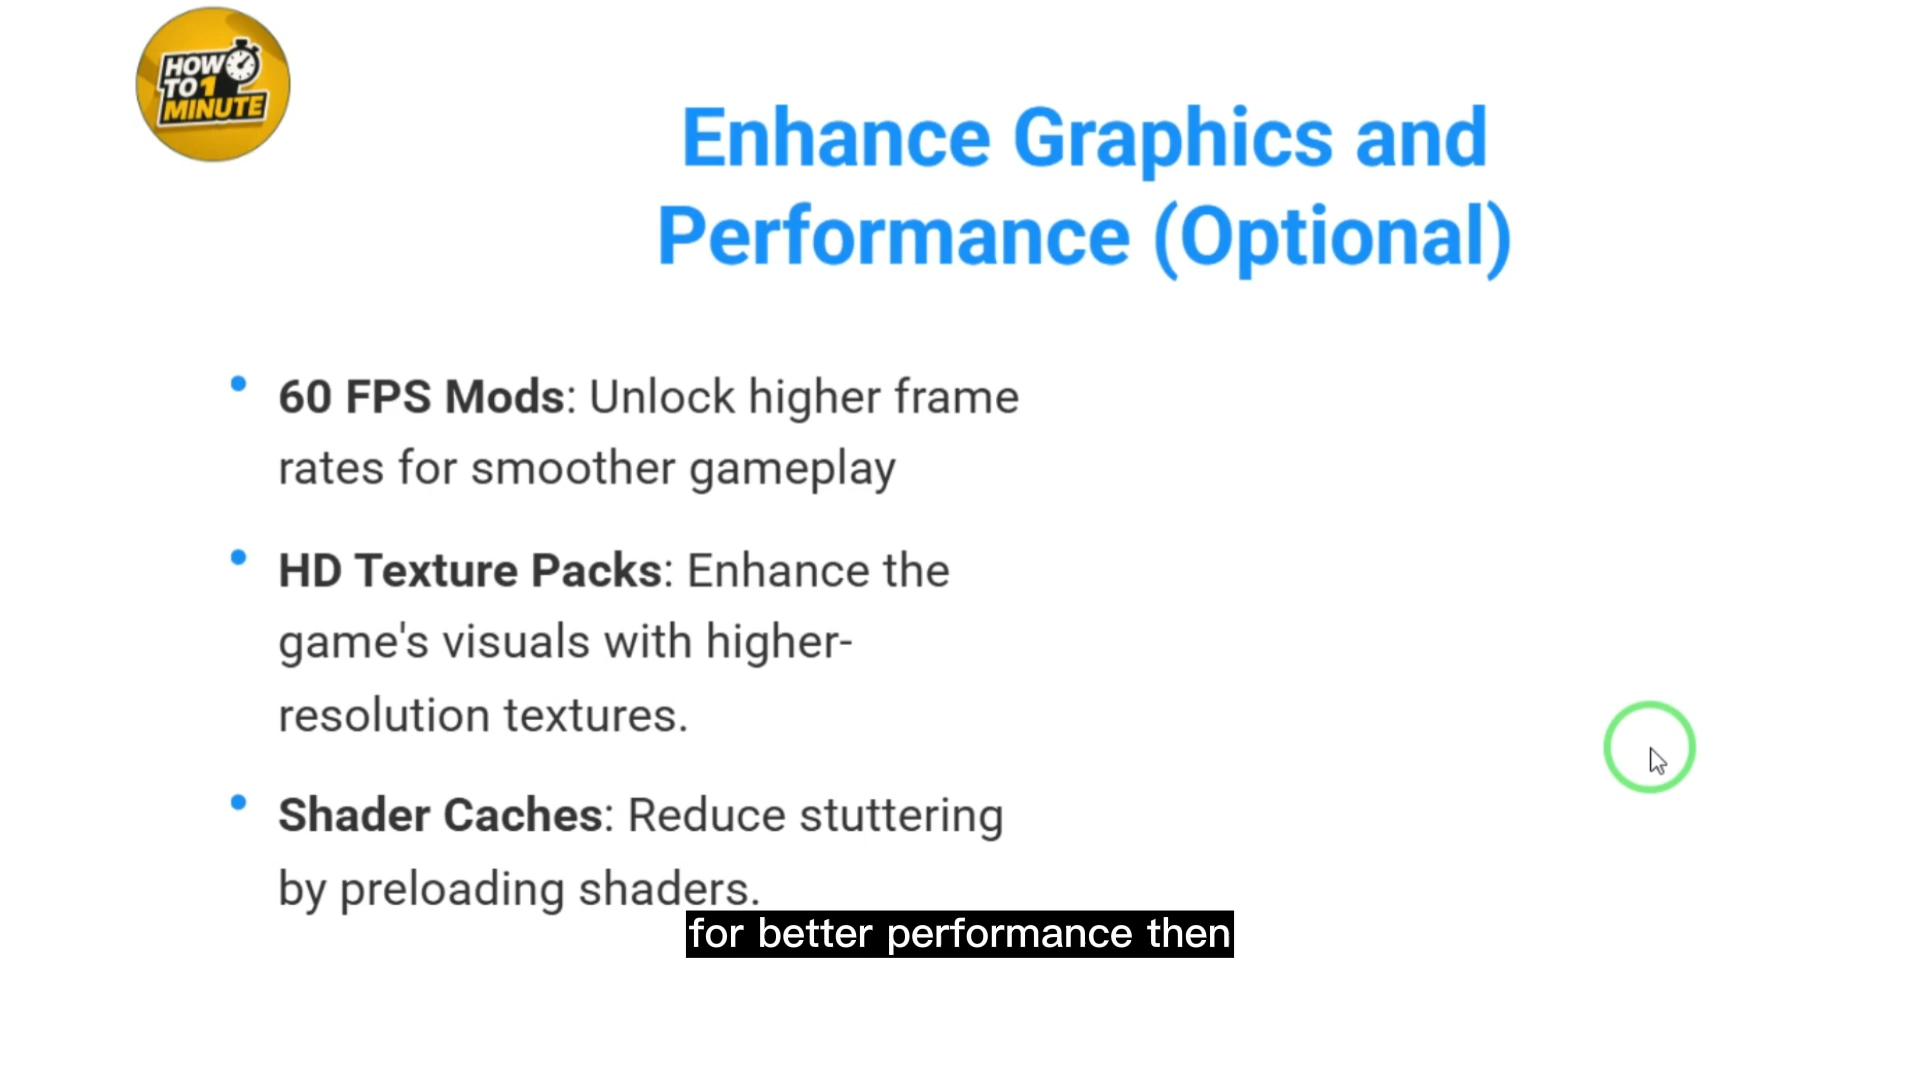 HOW
TO 1
MINUTE
Enhance Graphics and
Performance (Optional)
• 60 FPS Mods: Unlock higher frame
rates for smoother gameplay
• HD Texture Packs: Enhance the
game's visuals with higher-
resolution textures.
• Shader Caches: Reduce stuttering
by preloading shaders.
for better performance then